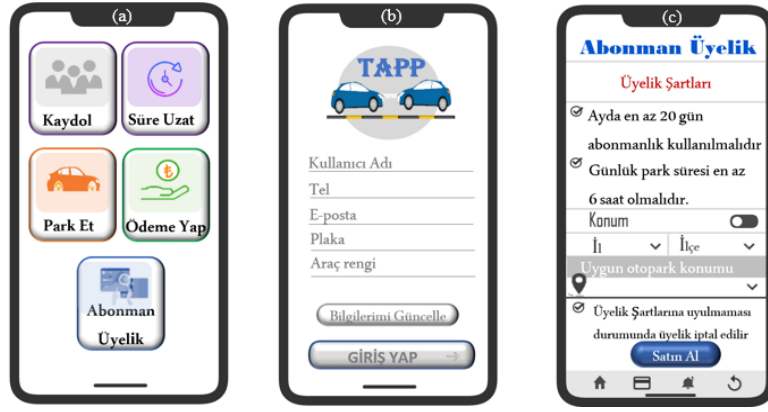 (a)
Kaydol
Süre Uzat
Park Et
Ödeme Yap
Abonman
Üyelik
(b)
TAPP
Kullanıcı Adı
Tel
E-posta
Plaka
Araç rengi
Bilgilerimi Güncelle
GİRİŞ YAP
(c)
Abonman Üyelik
Üyelik Şartları
Ayda en az 20 gün
abonmanlık kullanılmalıdır
Günlük park süresi en az
6 saat olmalıdır.
Konum
İl
İlçe
Uygun otopark konumu
Üyelik Şartlarına uyulmaması
durumunda üyelik iptal edilir
Satın Al